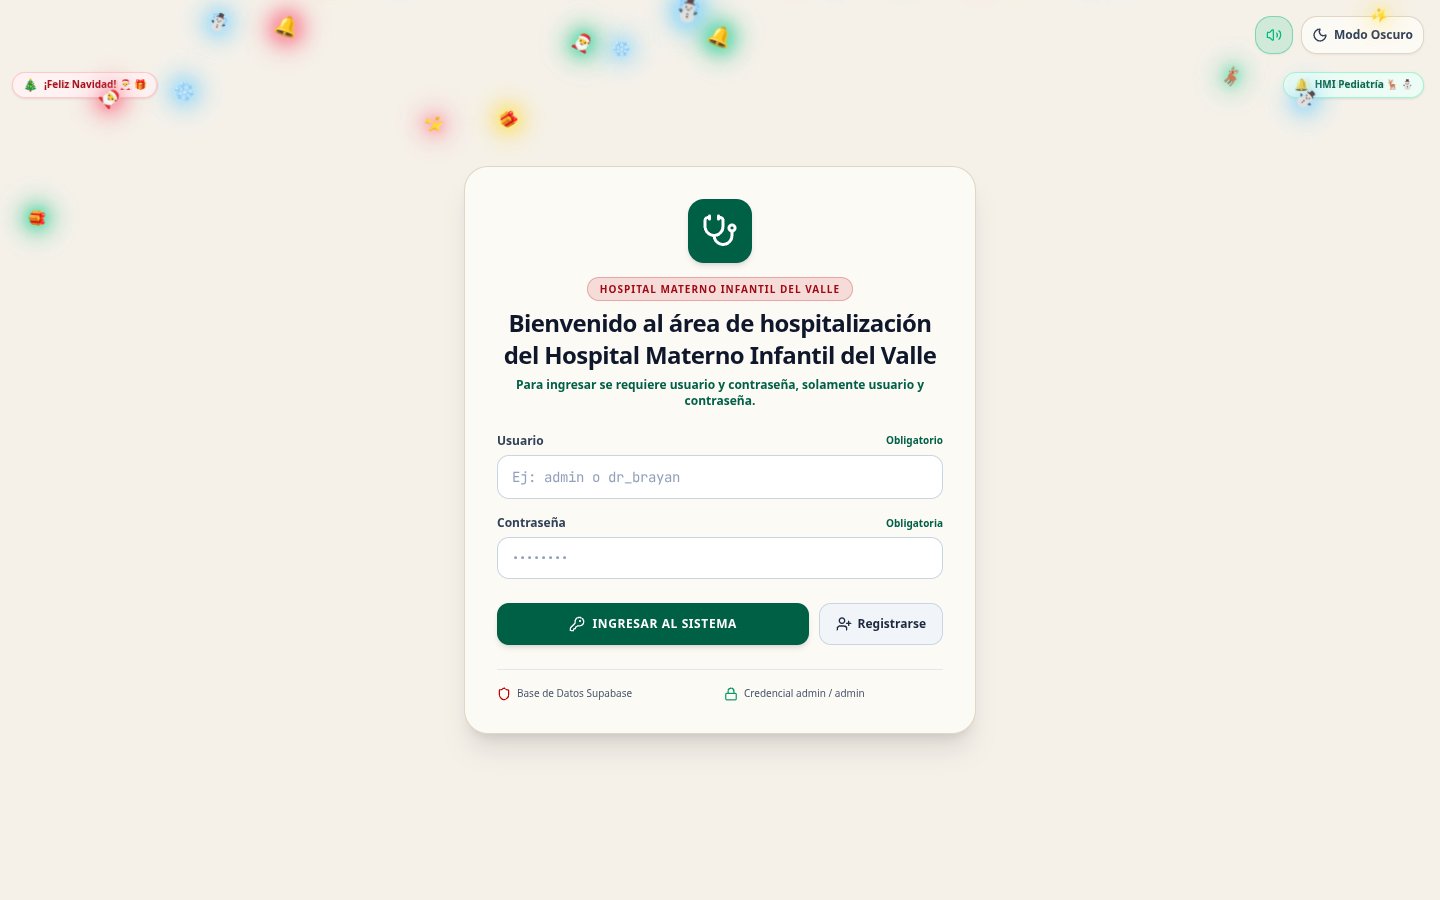 Modo Oscuro
¡Feliz Navidad!
HMI Pediatría
HOSPITAL MATERNO INFANTIL DEL VALLE
Bienvenido al área de hospitalización
del Hospital Materno Infantil del Valle
Para ingresar se requiere usuario y contraseña, solamente usuario y
contraseña.
Usuario
Obligatorio
Ej: admin o dr_brayan
Contraseña
Obligatoria
••••••••
INGRESAR AL SISTEMA
Registrarse
Base de Datos Supabase
Credencial admin / admin